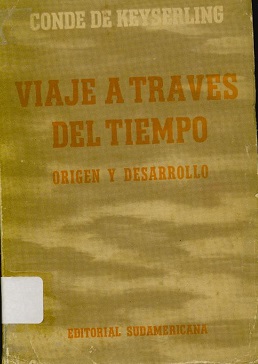 CONDE DE KEYSERLING
VIAJE A TRAVES
DEL TIEMPO
ORIGEN Y DESARROLLO
EDITORIAL SUDAMERICANA